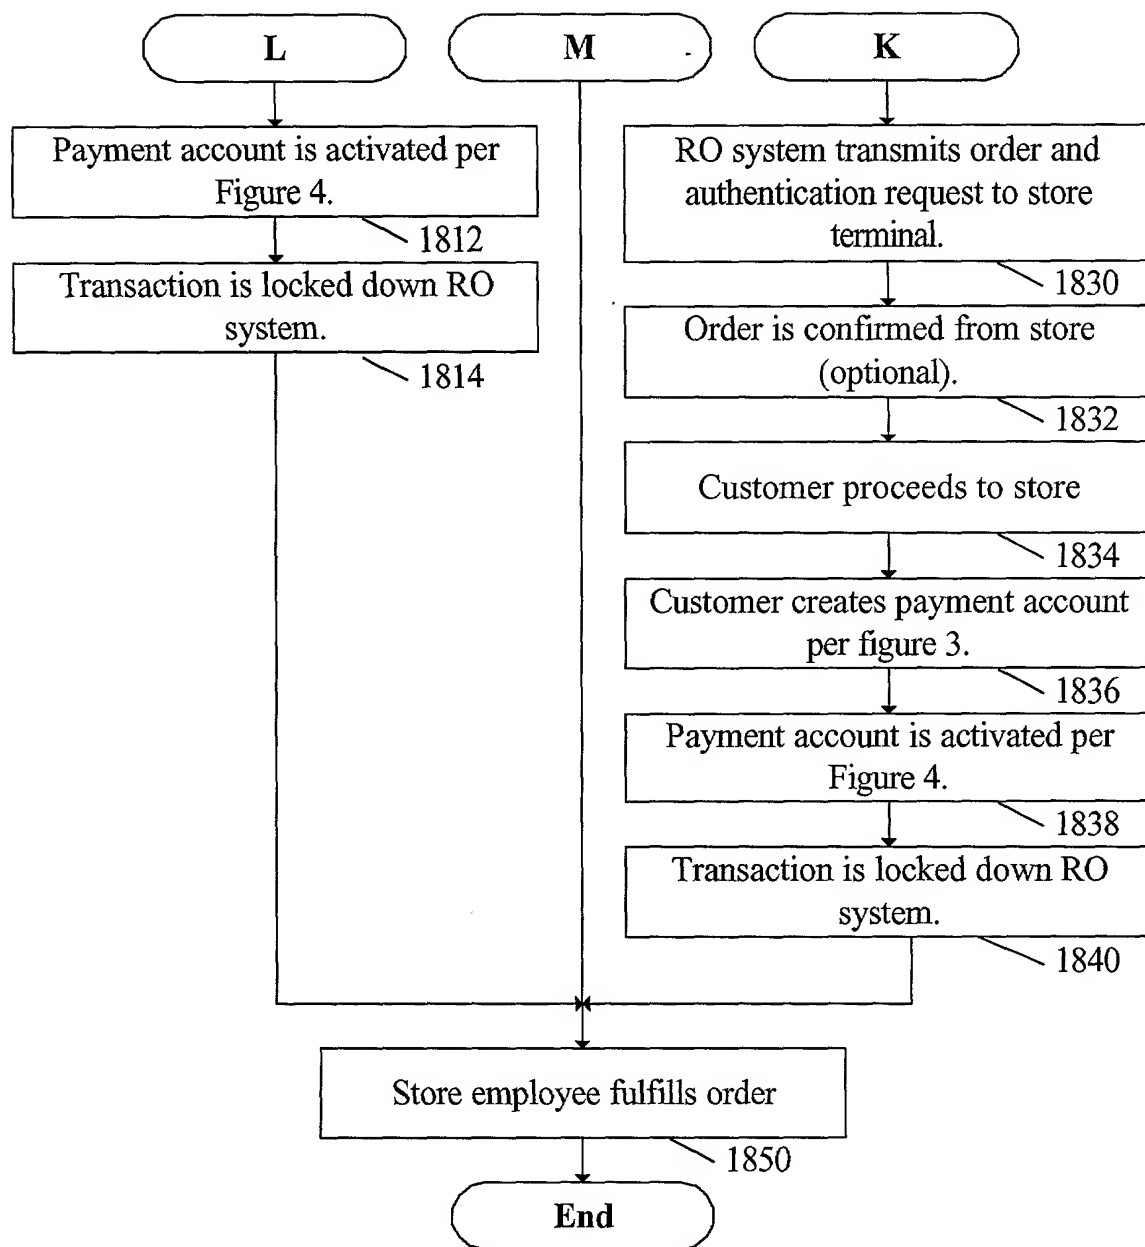 L
M
K
Payment account is activated per
Figure 4.
1812
Transaction is locked down RO
system.
1814
RO system transmits order and
authentication request to store
terminal.
1830
Order is confirmed from store
(optional).
1832
Customer proceeds to store
1834
Customer creates payment account
per figure 3.
1836
Payment account is activated per
Figure 4.
1838
Transaction is locked down RO
system.
1840
Store employee fulfills order
1850
End